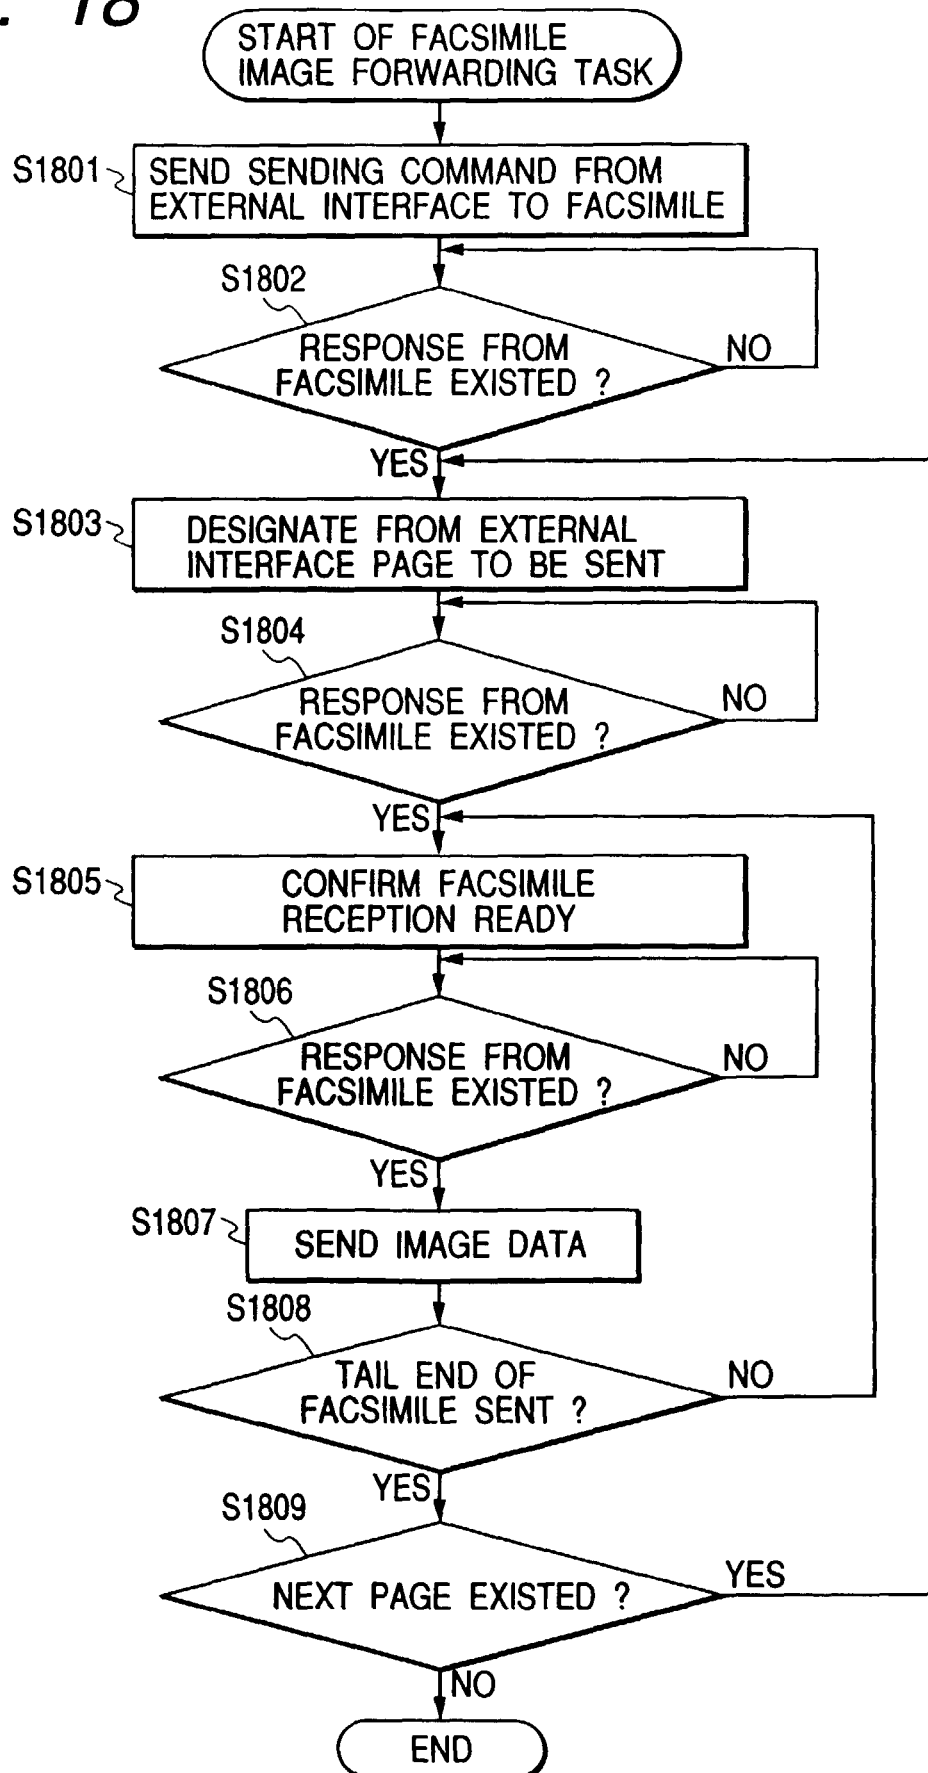 . 18
START OF FACSIMILE
IMAGE FORWARDING TASK
S1801
SEND SENDING COMMAND FROM
EXTERNAL INTERFACE TO FACSIMILE
S1802
RESPONSE FROM
FACSIMILE EXISTED ?
NO
YES
S1803
DESIGNATE FROM EXTERNAL
INTERFACE PAGE TO BE SENT
S1804
RESPONSE FROM
FACSIMILE EXISTED ?
NO
YES
S1805
CONFIRM FACSIMILE
RECEPTION READY
S1806
RESPONSE FROM
FACSIMILE EXISTED ?
NO
YES
S1807
SEND IMAGE DATA
S1808
TAIL END OF
FACSIMILE SENT ?
NO
YES
S1809
NEXT PAGE EXISTED ?
YES
NO
END